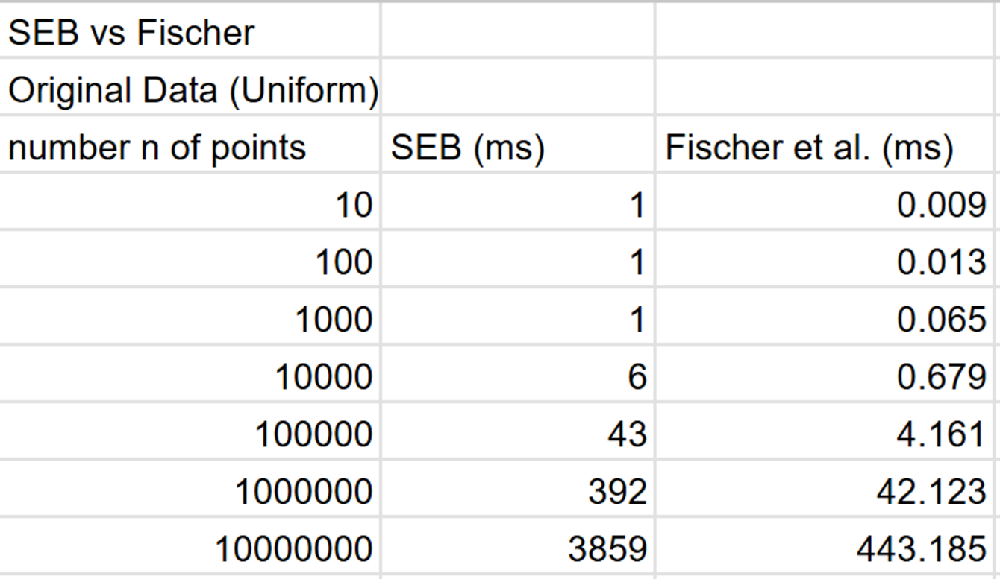 SEB vs Fischer
Original Data (Uniform)
number n of points SEB (ms) Fischer et al. (ms)
10 1 0.009
100 1 0.013
1000 1 0.065
10000 6 0.679
100000 43 4.161
1000000 392 42.123
10000000 3859 443.185